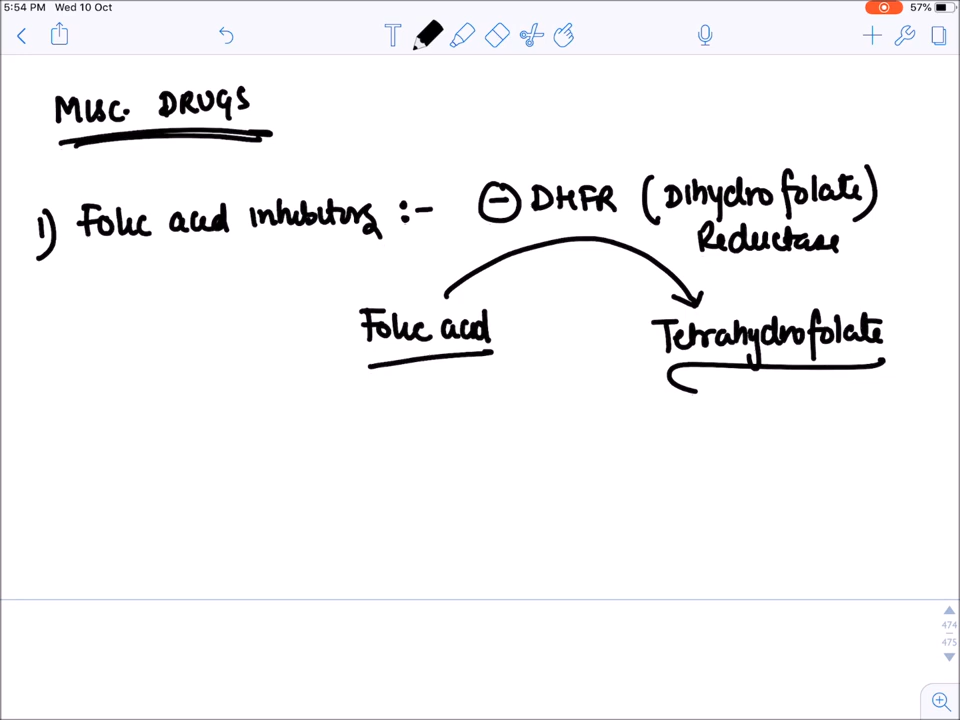 5:54 PM Wed 10 Oct 57%
T
Misc. DRUGS
1) Folic acid inhibitors :- ⊖ DHFR (Dihydrofolate)
Reductase
Folic acid Tetrahydrofolate
474
475